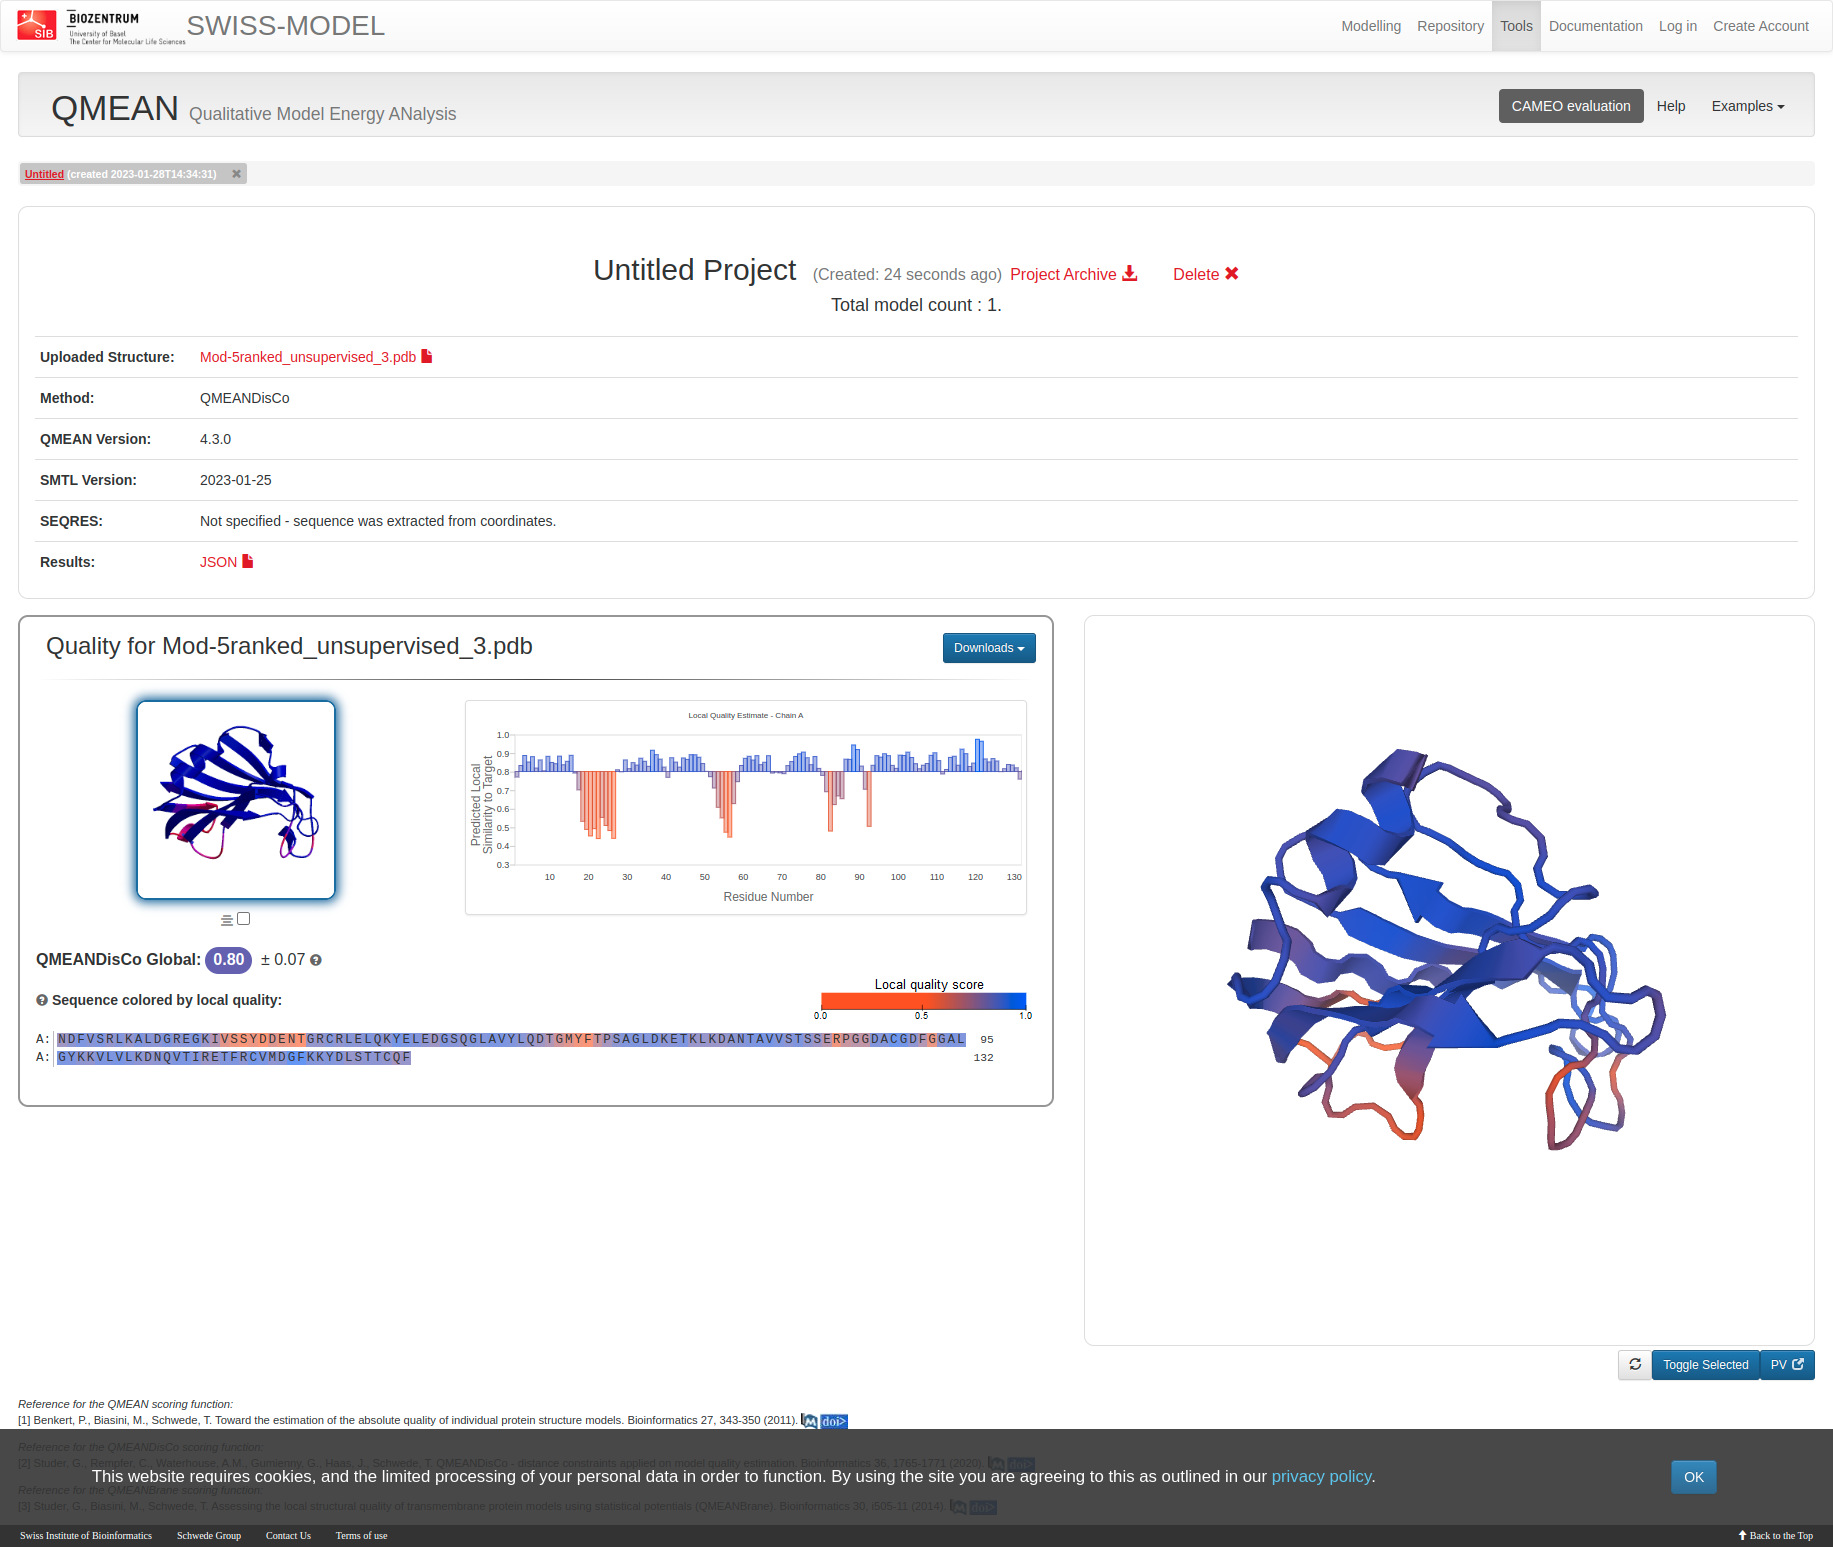 SIB
BIOZENTRUM
University of Basel
The Center for Molecular Life Sciences
SWISS-MODEL
Modelling Repository Tools Documentation Log in Create Account
QMEAN Qualitative Model Energy ANalysis
CAMEO evaluation Help Examples
Untitled (created 2023-01-28T14:34:31)
Untitled Project (Created: 24 seconds ago) Project Archive Delete
Total model count : 1.
Uploaded Structure: Mod-5ranked_unsupervised_3.pdb
Method: QMEANDisCo
QMEAN Version: 4.3.0
SMTL Version: 2023-01-25
SEQRES: Not specified - sequence was extracted from coordinates.
Results: JSON
Quality for Mod-5ranked_unsupervised_3.pdb
Downloads
Local Quality Estimate - Chain A
Predicted Local
Similarity to Target
1.0
0.9
0.8
0.7
0.6
0.5
0.4
0.3
10 20 30 40 50 60 70 80 90 100 110 120 130
Residue Number
QMEANDisCo Global: 0.80 ± 0.07
Sequence colored by local quality:
Local quality score
0.0 0.5 1.0
A: NDFVSRLKALDGREGKIVSSYDDENTGRCRLELQKYELEDGSQGLAVYLQDTGMYFTPSAGLDKETKLKDANTAVVSTSSERPGGDACGDFGGAL 95
A: GYKKVLVLKDNQVTIRETFRCVMDGFKKYDLSTTCQF 132
Toggle Selected PV
Reference for the QMEAN scoring function:
[1] Benkert, P., Biasini, M., Schwede, T. Toward the estimation of the absolute quality of individual protein structure models. Bioinformatics 27, 343-350 (2011). M doi>
Reference for the QMEANDisCo scoring function:
[2] Studer, G., Rempfer, C., Waterhouse, A.M., Gumienny, G., Haas, J., Schwede, T. QMEANDisCo - distance constraints applied on model quality estimation. Bioinformatics 36, 1765-1771 (2020). M doi>
This website requires cookies, and the limited processing of your personal data in order to function. By using the site you are agreeing to this as outlined in our privacy policy.
OK
Reference for the QMEANBrane scoring function:
[3] Studer, G., Biasini, M., Schwede, T. Assessing the local structural quality of transmembrane protein models using statistical potentials (QMEANBrane). Bioinformatics 30, i505-11 (2014). M doi>
Swiss Institute of Bioinformatics Schwede Group Contact Us Terms of use Back to the Top